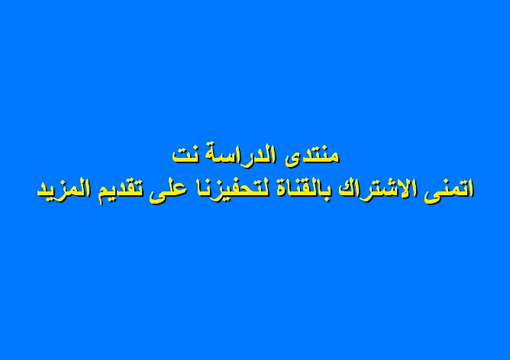 منتدى الدراسة نت
اتمنى الاشتراك بالقناة لتحفيزنا على تقديم المزيد